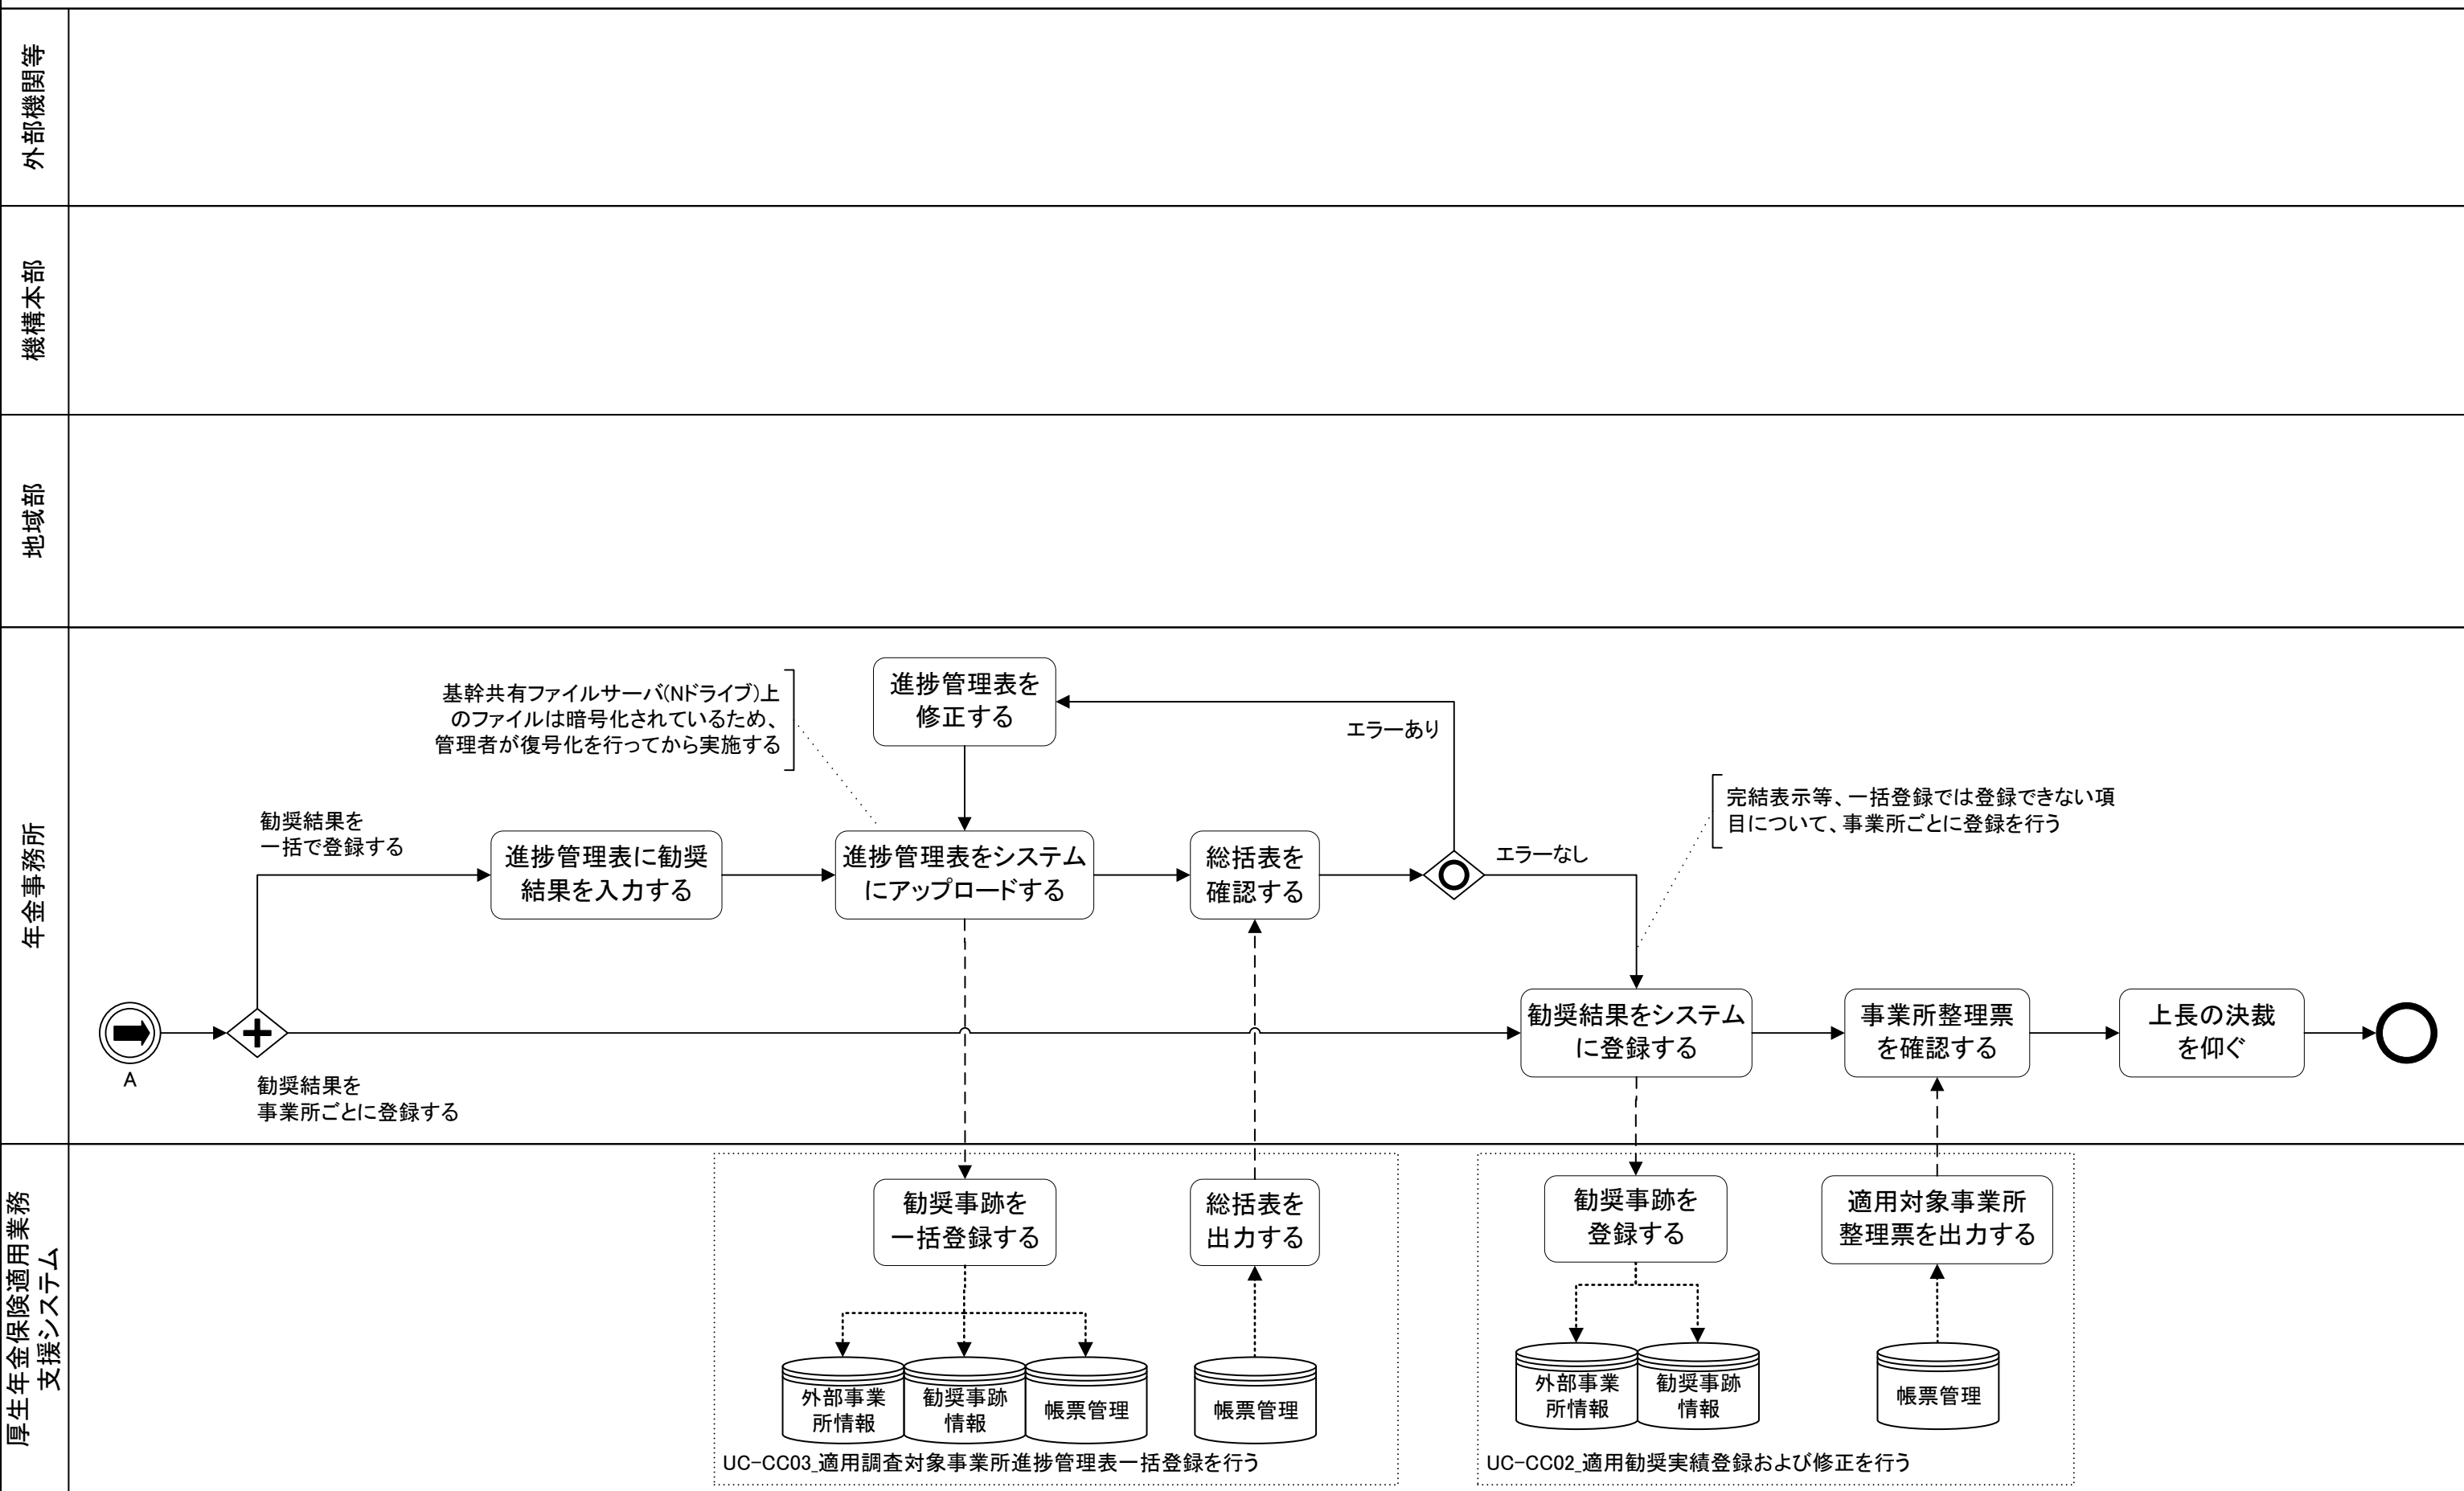 外部機関等
機構本部
地域部
年金事務所
厚生年金保険適用業務
支援システム
基幹共有ファイルサーバ(Nドライブ)上
のファイルは暗号化されているため、
管理者が復号化を行ってから実施する
進捗管理表を
修正する
エラーあり
完結表示等、一括登録では登録できない項
目について、事業所ごとに登録を行う
勧奨結果を
一括で登録する
進捗管理表に勧奨
結果を入力する
進捗管理表をシステム
にアップロードする
総括表を
確認する
エラーなし
A
勧奨結果を
事業所ごとに登録する
勧奨結果をシステム
に登録する
事業所整理票
を確認する
上長の決裁
を仰ぐ
勧奨事跡を
一括登録する
総括表を
出力する
勧奨事跡を
登録する
適用対象事業所
整理票を出力する
外部事業
所情報
勧奨事跡
情報
帳票管理
帳票管理
外部事業
所情報
勧奨事跡
情報
帳票管理
UC-CC03_適用調査対象事業所進捗管理表一括登録を行う
UC-CC02_適用勧奨実績登録および修正を行う